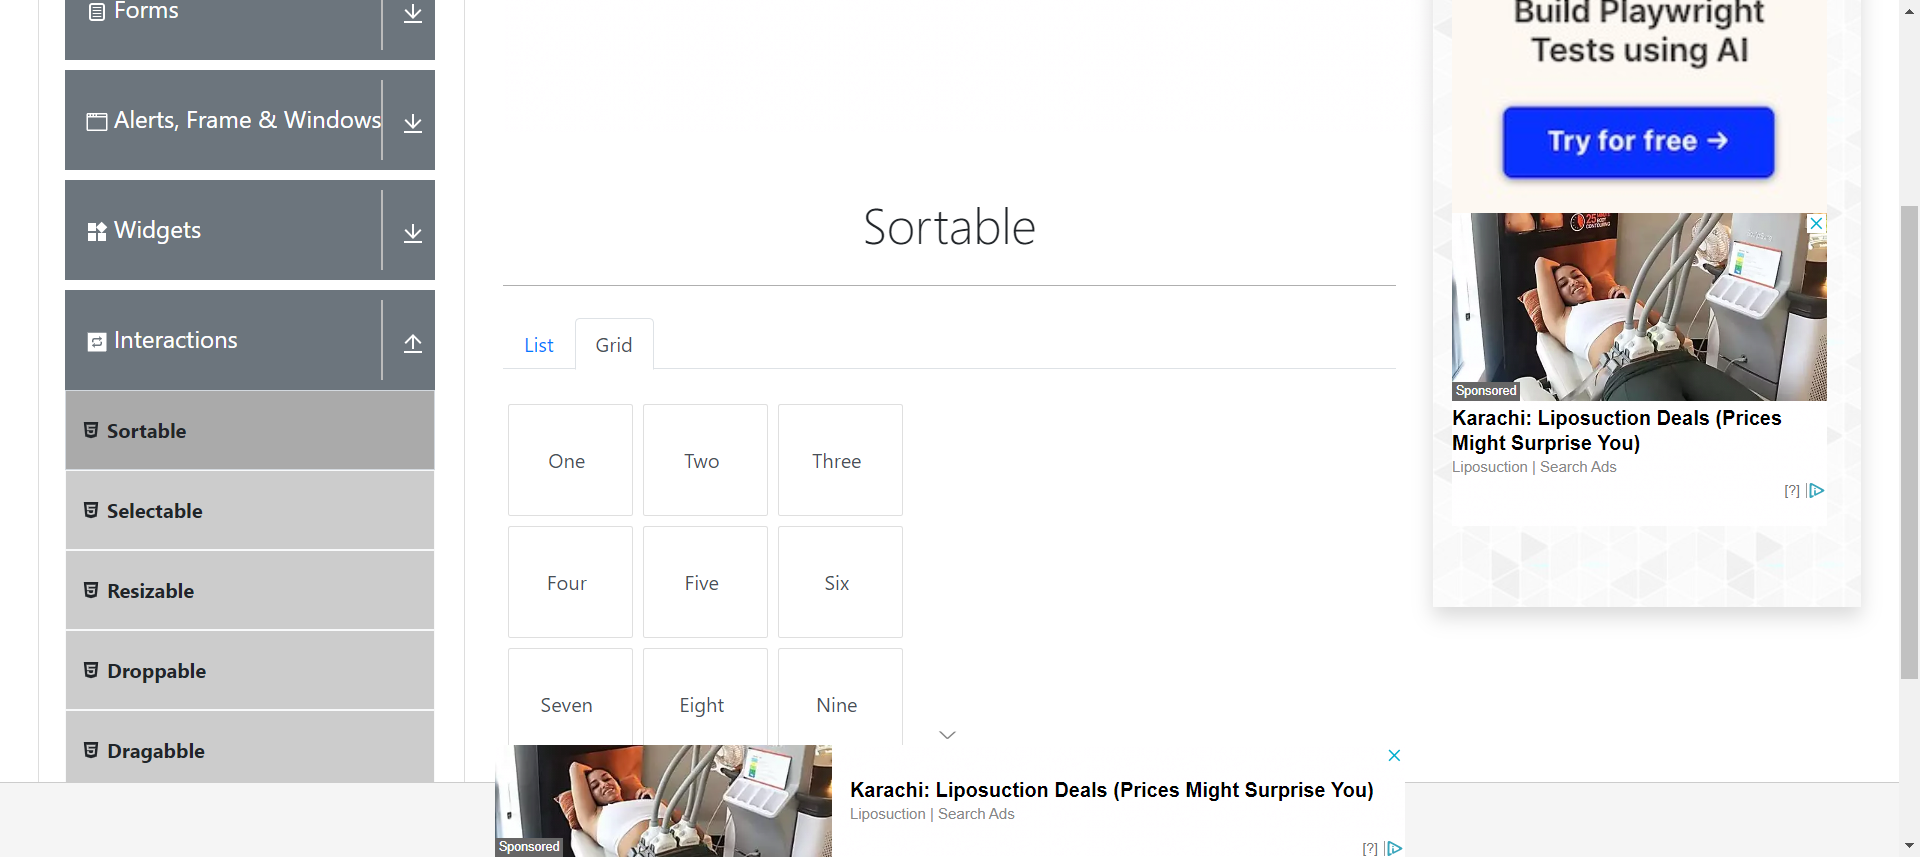 Forms
Alerts, Frame & Windows
Widgets
Interactions
Sortable
Selectable
Resizable
Droppable
Dragabble
Sortable
List
Grid
One
Two
Three
Four
Five
Six
Seven
Eight
Nine
Sponsored
Karachi: Liposuction Deals (Prices Might Surprise You)
Liposuction | Search Ads
[?]
Build Playwright
Tests using AI
Try for free →
25
Sponsored
Karachi: Liposuction Deals (Prices
Might Surprise You)
Liposuction | Search Ads
[?]